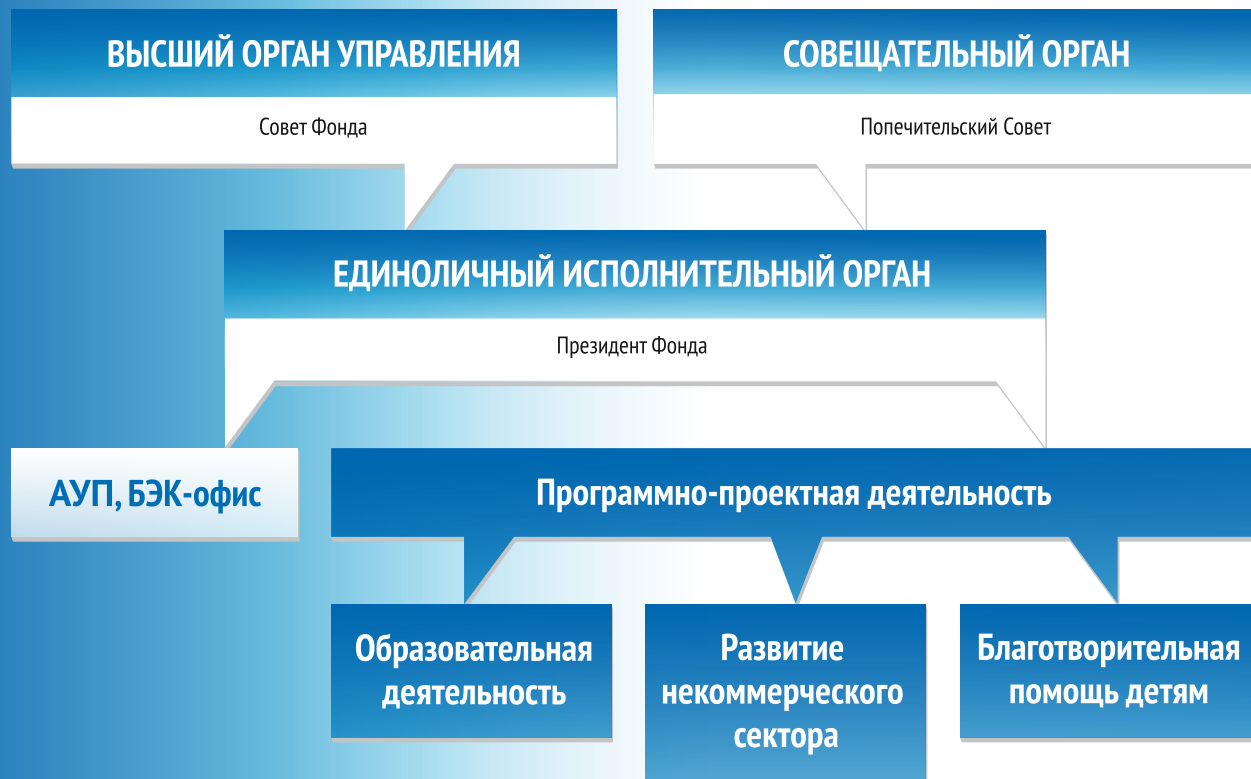 ВЫСШИЙ ОРГАН УПРАВЛЕНИЯ
Совет Фонда
СОВЕЩАТЕЛЬНЫЙ ОРГАН
Попечительский Совет
ЕДИНОЛИЧНЫЙ ИСПОЛНИТЕЛЬНЫЙ ОРГАН
Президент Фонда
АУП, БЭК-офис
Программно-проектная деятельность
Образовательная
деятельность
Развитие
некоммерческого
сектора
Благотворительная
помощь детям